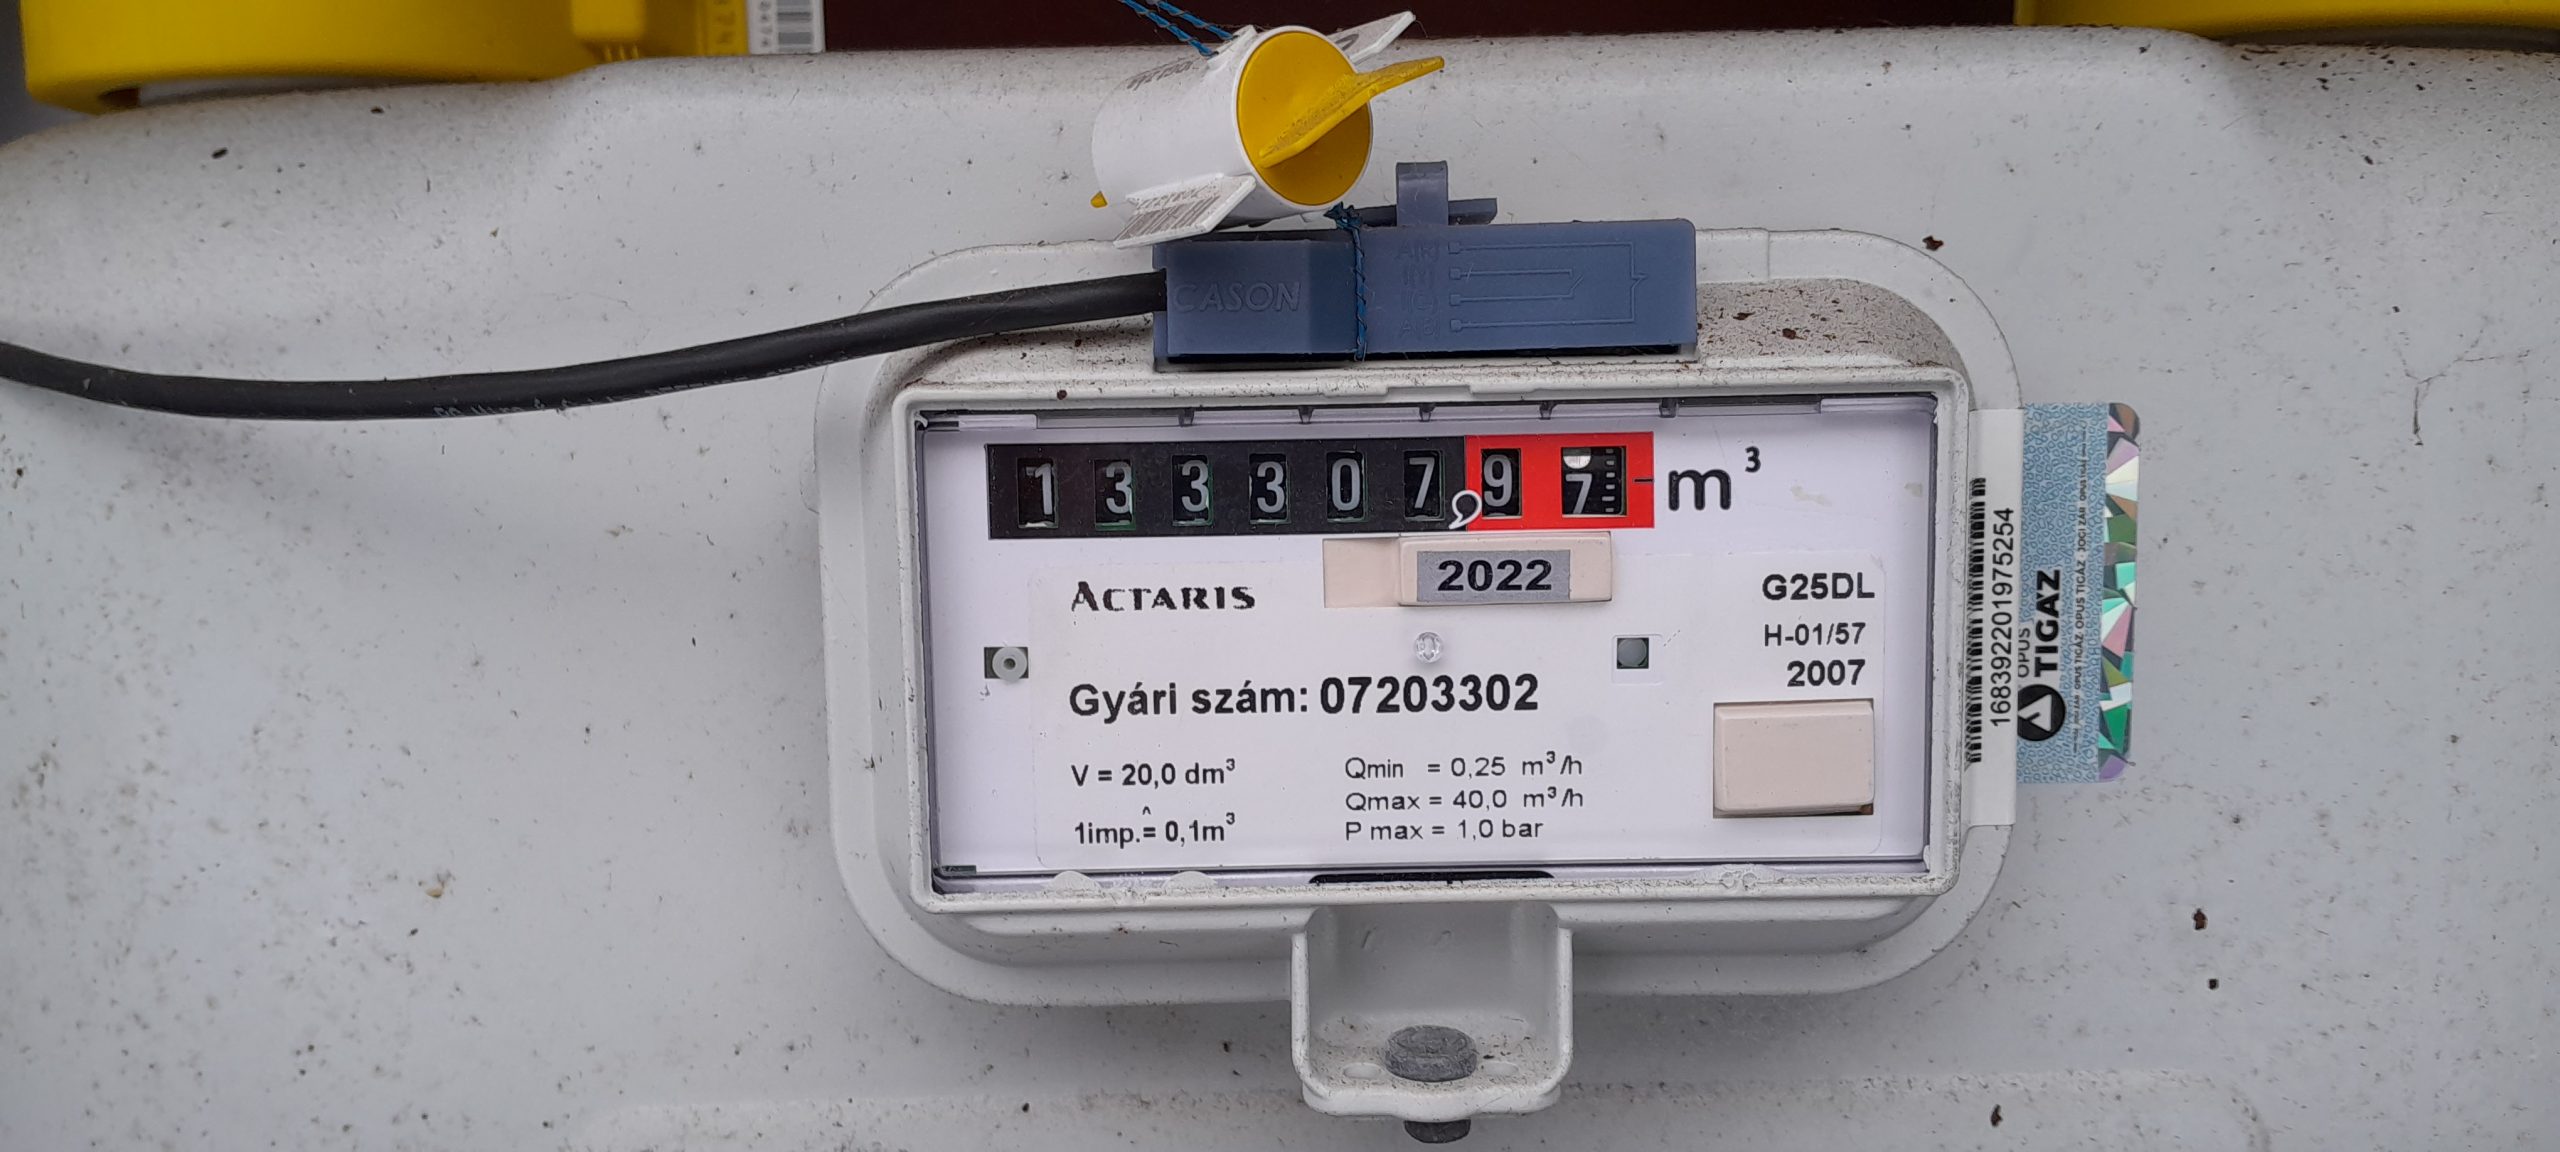 CASON
133307,97 m³
2022
ACTARIS
G25DL
H-01/57
2007
Gyári szám: 07203302
V = 20,0 dm³
1imp.≙ 0,1m³
Qmin = 0,25 m³/h
Qmax = 40,0 m³/h
P max = 1,0 bar
168392201975254
OPUS
TIGÁZ